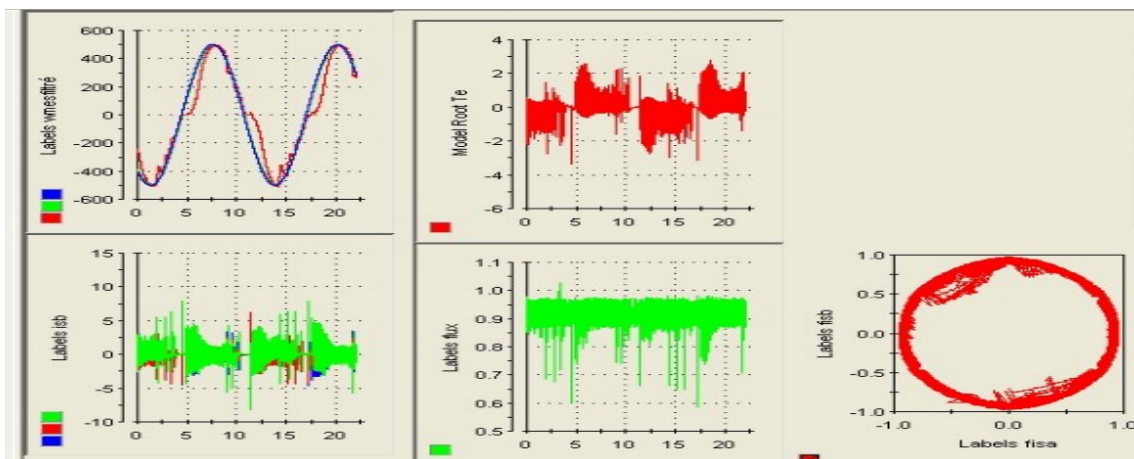 Labels wmesfiltré
600
400
200
0
-200
-400
-600
0 5 10 15 20
Model Root Te
4
2
0
-2
-4
-6
0 5 10 15 20
Labels isb
15
10
5
0
-5
-10
0 5 10 15 20
Labels flux
1.1
1.0
0.9
0.8
0.7
0.6
0.5
0 5 10 15 20
Labels fisb
1.0
0.5
0.0
-0.5
-1.0
-1.0 0.0 1.0
Labels fisa